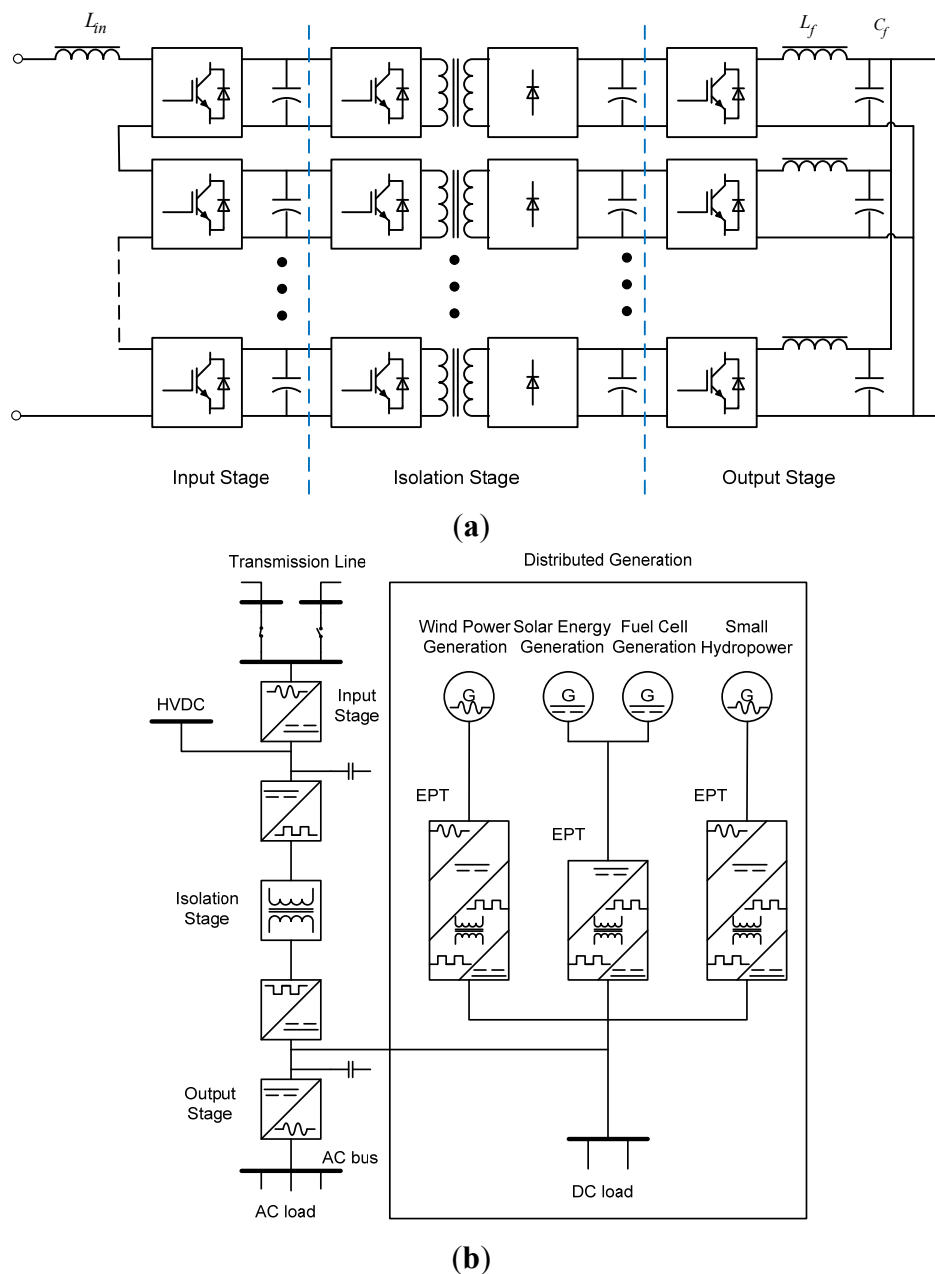 L_in
L_f
C_f
Input Stage
Isolation Stage
Output Stage
(a)
Transmission Line
Distributed Generation
Wind Power
Generation
Solar Energy
Generation
Fuel Cell
Generation
Small
Hydropower
G
G
G
G
Input
Stage
HVDC
EPT
EPT
EPT
Isolation
Stage
Output
Stage
AC bus
AC load
DC load
(b)